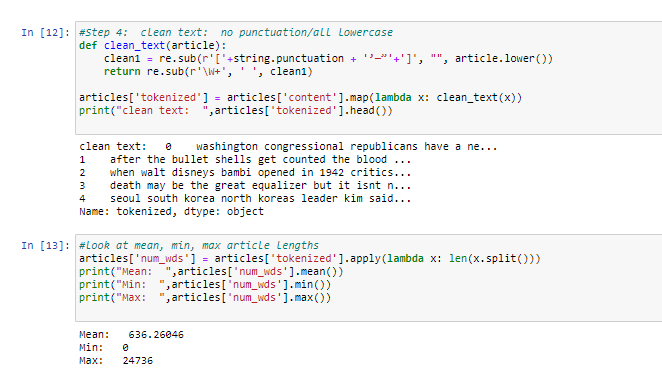 In [12]: #Step 4:  clean text:  no punctuation/all lowercase
def clean_text(article):
    clean1 = re.sub(r'['+string.punctuation + '’—”'+']', "", article.lower())
    return re.sub(r'\W+', ' ', clean1)

articles['tokenized'] = articles['content'].map(lambda x: clean_text(x))
print("clean text:  ",articles['tokenized'].head())

clean text:   0    washington congressional republicans have a ne...
1    after the bullet shells get counted the blood ...
2    when walt disneys bambi opened in 1942 critics...
3    death may be the great equalizer but it isnt n...
4    seoul south korea north koreas leader kim said...
Name: tokenized, dtype: object

In [13]: #Look at mean, min, max article lengths
articles['num_wds'] = articles['tokenized'].apply(lambda x: len(x.split()))
print("Mean:  ",articles['num_wds'].mean())
print("Min:  ",articles['num_wds'].min())
print("Max:  ",articles['num_wds'].max())

Mean:   636.26046
Min:   0
Max:   24736